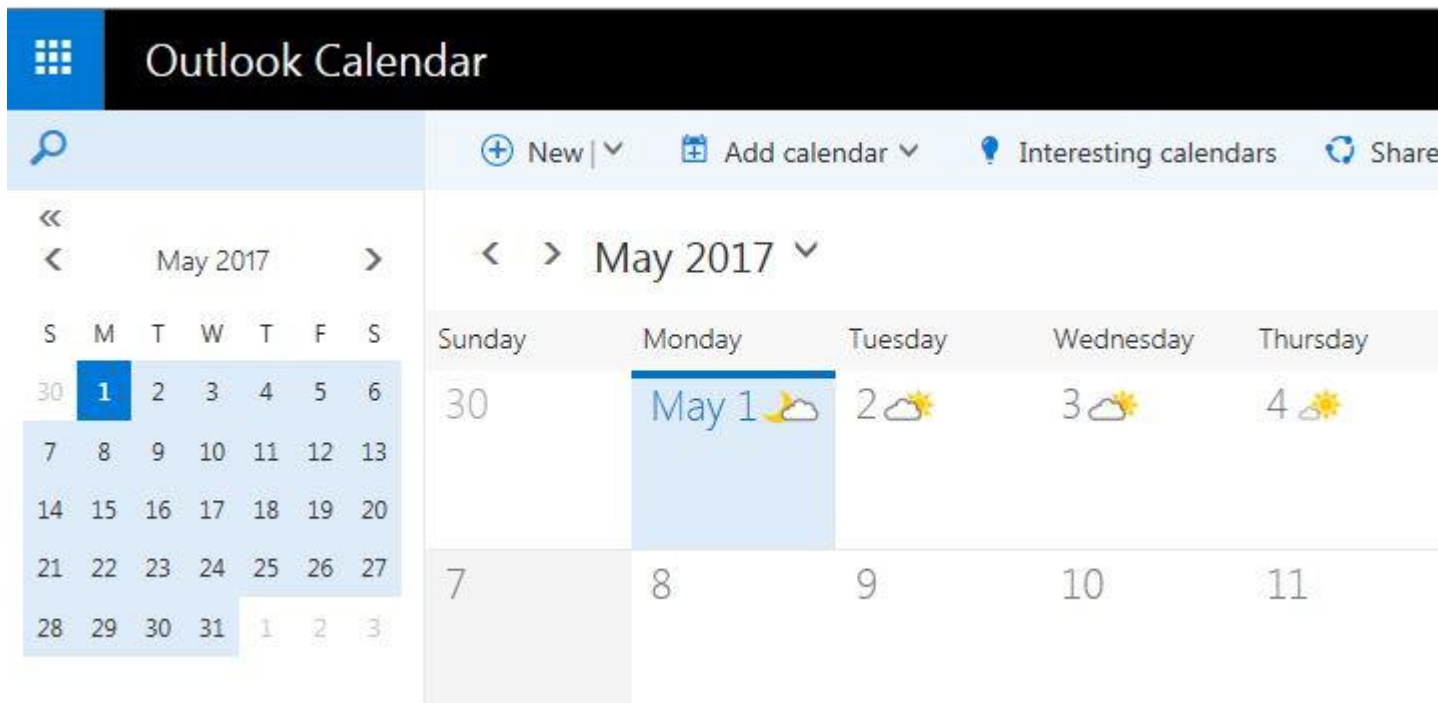 Outlook Calendar
New | Add calendar Interesting calendars Share
May 2017
S M T W T F S
30 1 2 3 4 5 6
7 8 9 10 11 12 13
14 15 16 17 18 19 20
21 22 23 24 25 26 27
28 29 30 31 1 2 3
May 2017
Sunday Monday Tuesday Wednesday Thursday
30 May 1 2 3 4
7 8 9 10 11